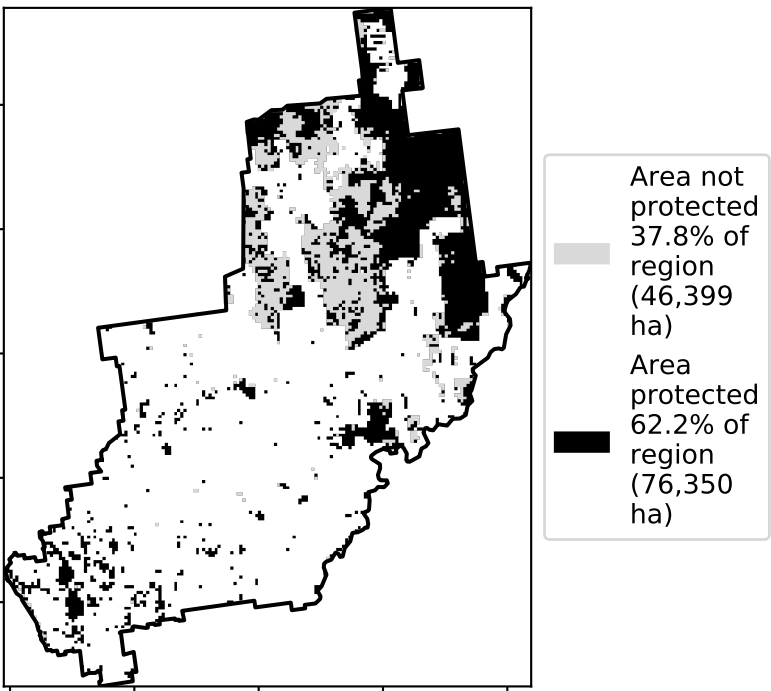 Area not
protected
37.8% of
region
(46,399
ha)
Area
protected
62.2% of
region
(76,350
ha)